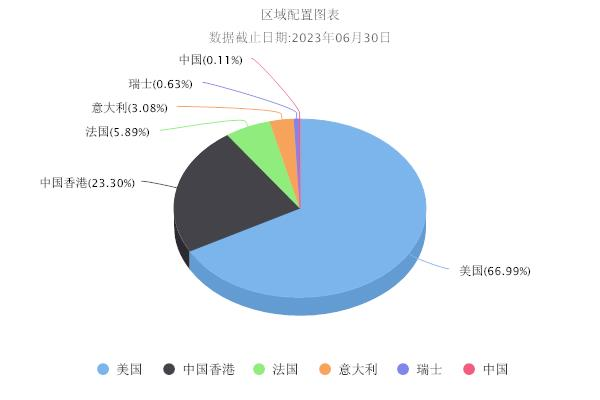 区域配置图表
数据截止日期:2023年06月30日
中国(0.11%)
瑞士(0.63%)
意大利(3.08%)
法国(5.89%)
中国香港(23.30%)
美国(66.99%)
美国 中国香港 法国 意大利 瑞士 中国